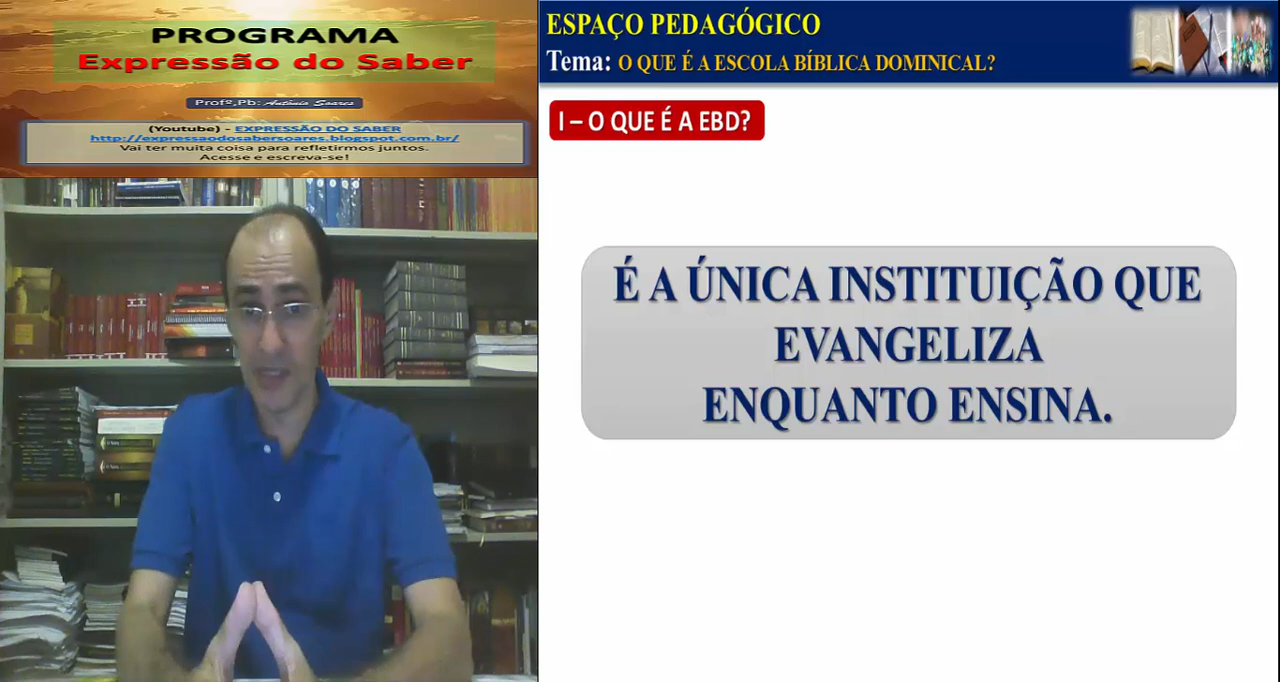 PROGRAMA
Expressão do Saber
Profº,Pb: Antônio Soares
(Youtube) - EXPRESSÃO DO SABER
http://expressaodosabersoares.blogspot.com.br/
Vai ter muita coisa para refletirmos juntos.
Acesse e escreva-se!
ESPAÇO PEDAGÓGICO
Tema: O QUE É A ESCOLA BÍBLICA DOMINICAL?
I – O QUE É A EBD?
É A ÚNICA INSTITUIÇÃO QUE
EVANGELIZA
ENQUANTO ENSINA.